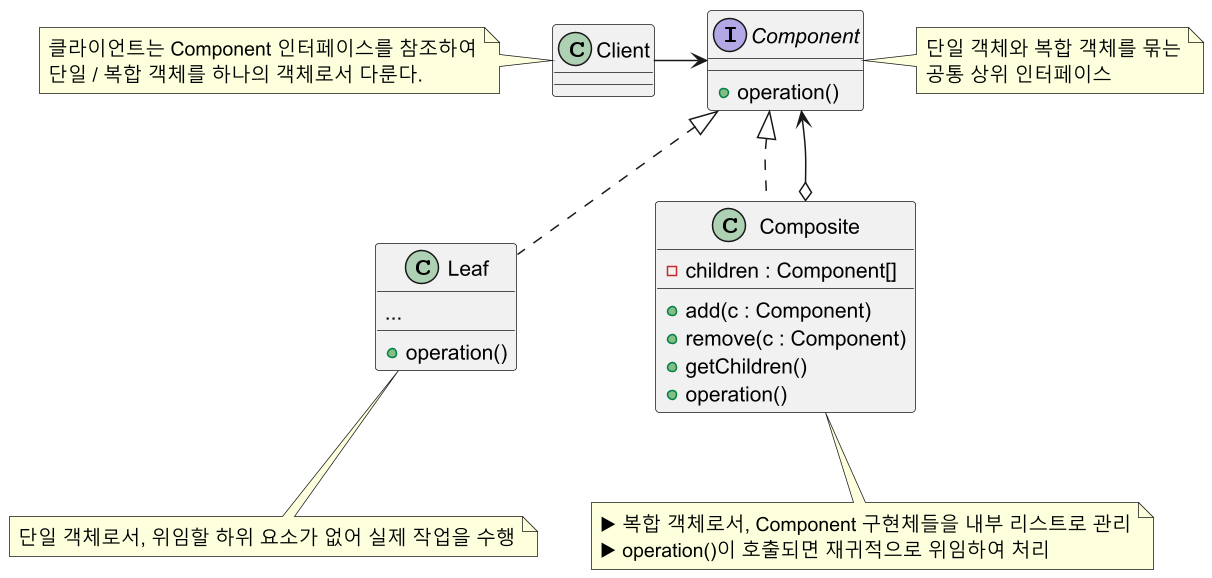 클라이언트는 Component 인터페이스를 참조하여
단일 / 복합 객체를 하나의 객체로서 다룬다.
C Client
I Component
operation()
단일 객체와 복합 객체를 묶는
공통 상위 인터페이스
C Leaf
...
operation()
C Composite
children : Component[]
add(c : Component)
remove(c : Component)
getChildren()
operation()
단일 객체로서, 위임할 하위 요소가 없어 실제 작업을 수행
▶ 복합 객체로서, Component 구현체들을 내부 리스트로 관리
▶ operation()이 호출되면 재귀적으로 위임하여 처리